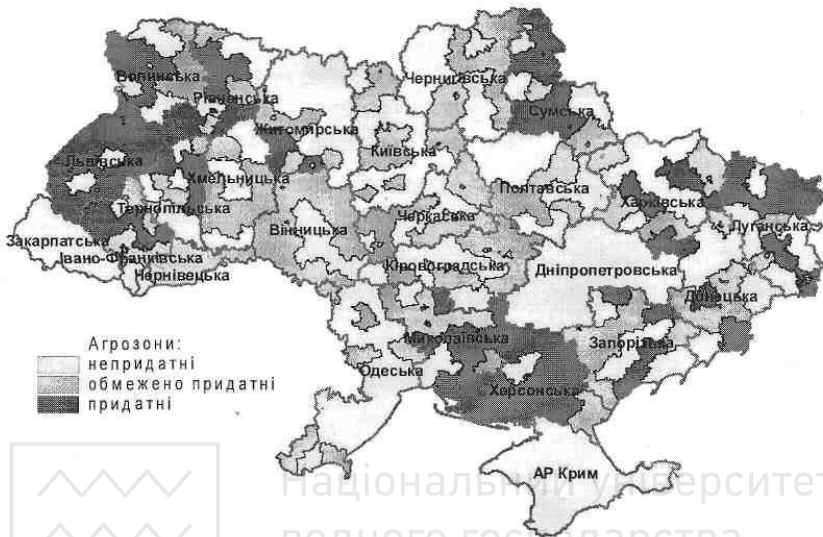 Волинська
Рівненська
Чернигівська
Сумська
Житомирська
Київська
Львівська
Хмельницька
Полтавська
Харківська
Тернопільська
Вінницька
Черкаська
Луганська
Закарпатська
Івано-Франківська
Чернівецька
Кіровоградська
Дніпропетровська
Донецька
Миколаївська
Запорізька
Одеська
Херсонська
АР Крим
Агрозони:
непридатні
обмежено придатні
придатні
Національний університет
водного господарства